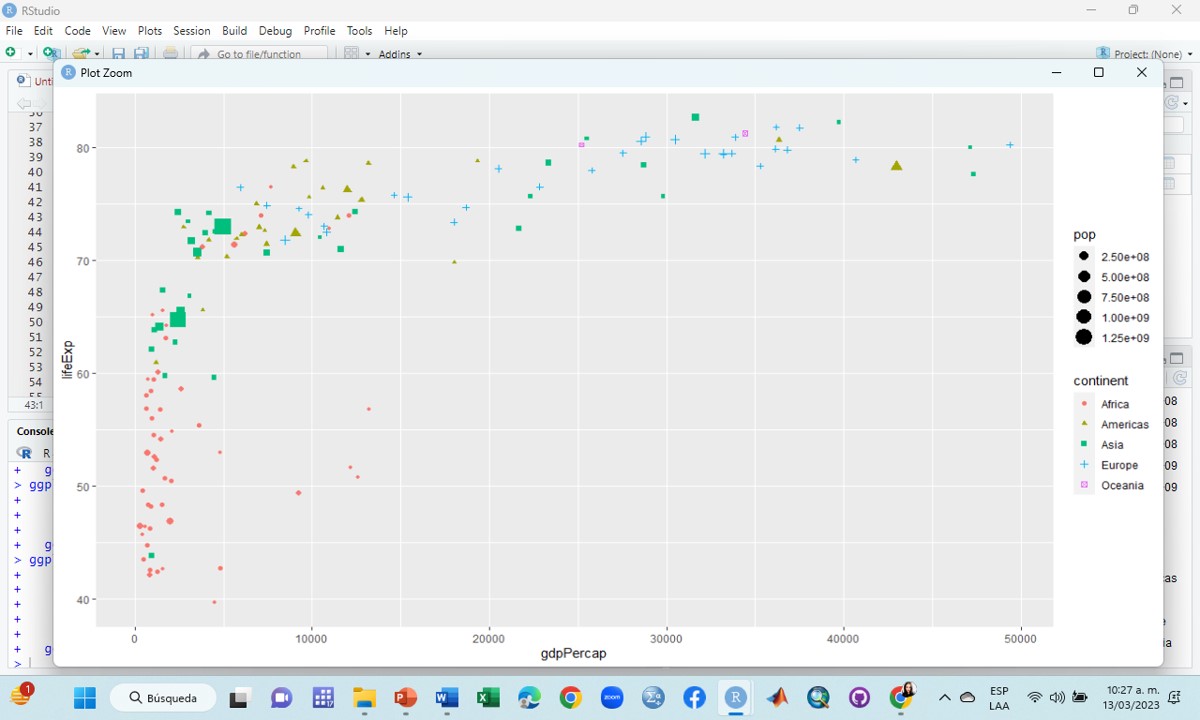 RStudio
File Edit Code View Plots Session Build Debug Profile Tools Help
Go to file/function Addins Project: (None)
Plot Zoom
37
38
39
40
41
42
43
44
45
46
47
48
49
50
51
52
53
54
43:1
Console
R
+ g
> ggp
+
+
+
+ g
> ggp
+
+
+
+
+ g
>
lifeExp
80
70
60
50
40
0 10000 20000 30000 40000 50000
gdpPercap
pop
2.50e+08
5.00e+08
7.50e+08
1.00e+09
1.25e+09
continent
Africa
Americas
Asia
Europe
Oceania
08
08
08
09
09
as
1
Búsqueda
17
zoom
ESP
LAA
10:27 a. m.
13/03/2023